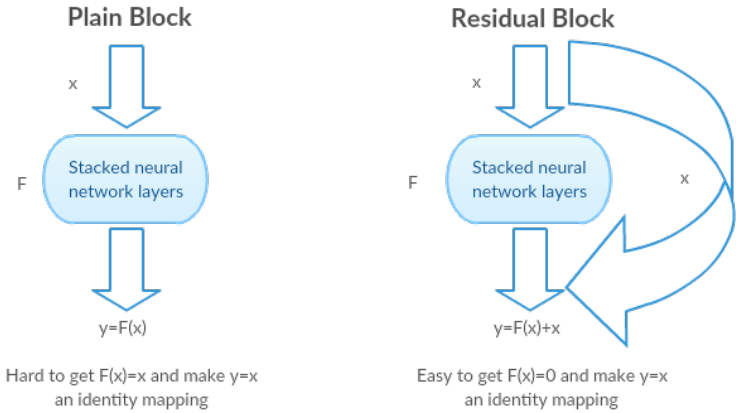 Plain Block
x
F
Stacked neural
network layers
y=F(x)
Hard to get F(x)=x and make y=x
an identity mapping
Residual Block
x
F
Stacked neural
network layers
x
y=F(x)+x
Easy to get F(x)=0 and make y=x
an identity mapping